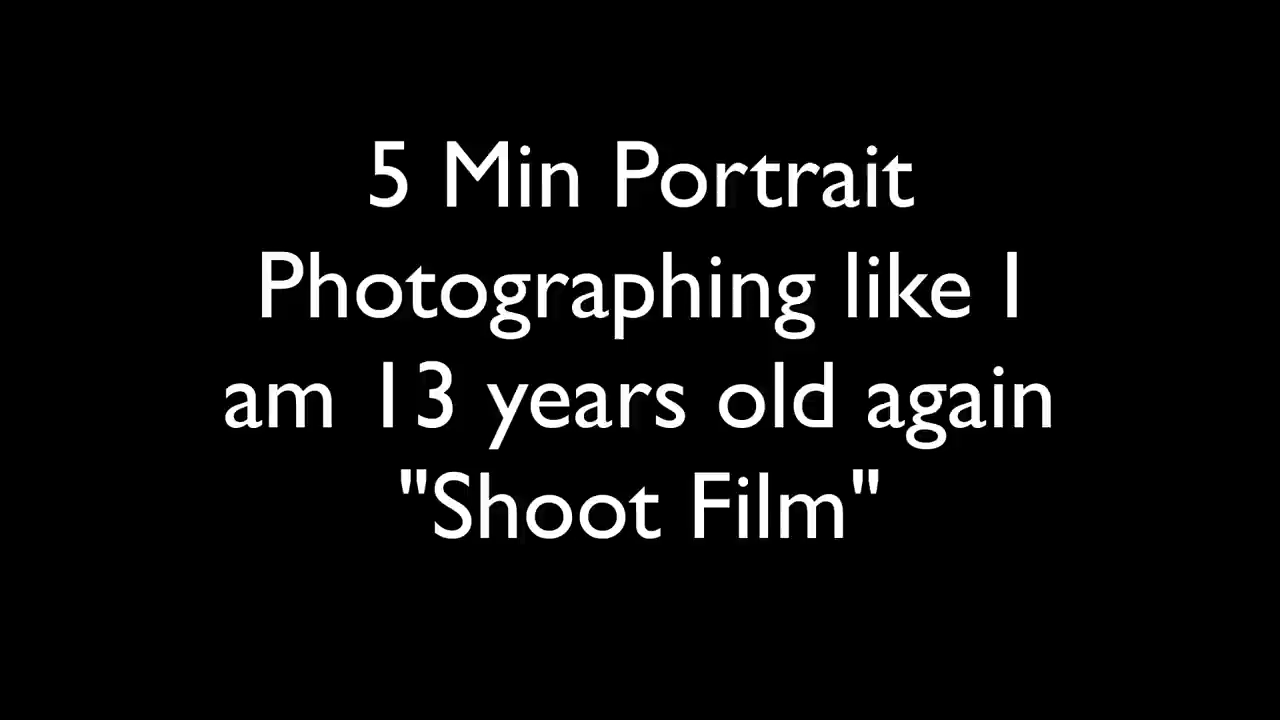 5 Min Portrait
Photographing like I
am 13 years old again
"Shoot Film"